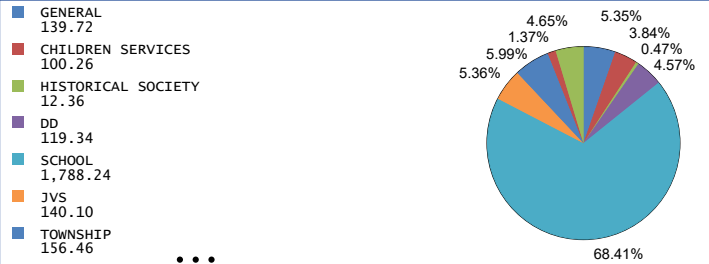 GENERAL
139.72
CHILDREN SERVICES
100.26
HISTORICAL SOCIETY
12.36
DD
119.34
SCHOOL
1,788.24
JVS
140.10
TOWNSHIP
156.46
...
4.65%
5.35%
1.37%
3.84%
5.99%
0.47%
5.36%
4.57%
68.41%